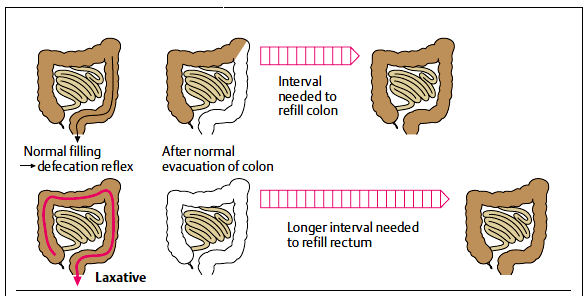 Interval
needed to
refill colon
Normal filling
→ defecation reflex
After normal
evacuation of colon
Longer interval needed
to refill rectum
Laxative